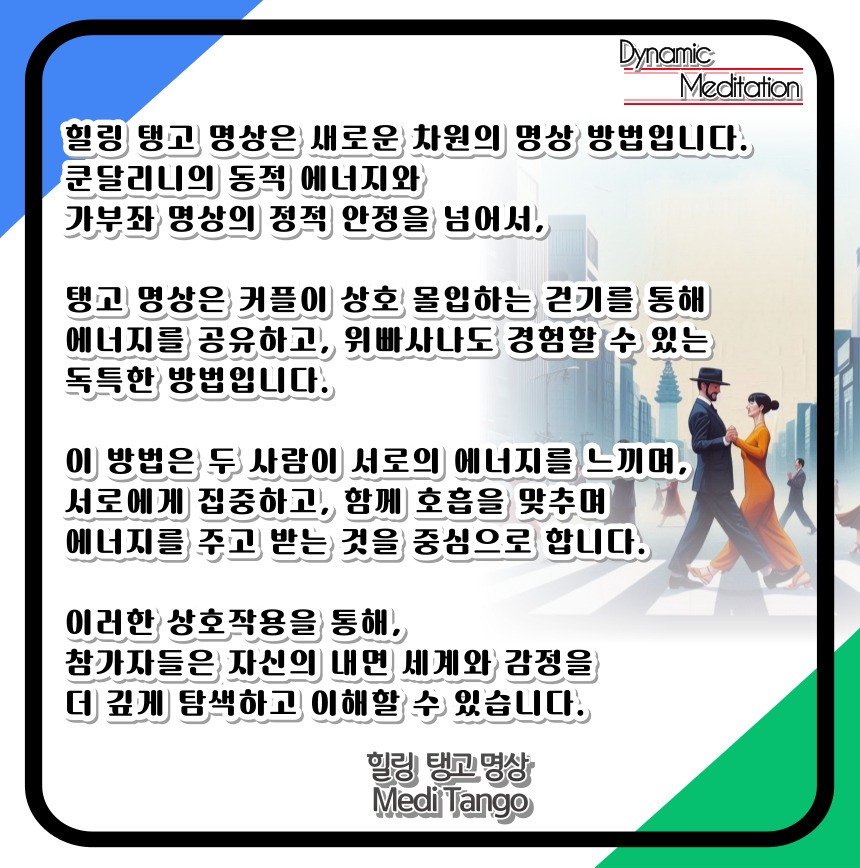 Dynamic
Meditation
힐링 탱고 명상은 새로운 차원의 명상 방법입니다.
쿤달리니의 동적 에너지와
가부좌 명상의 정적 안정을 넘어서,
탱고 명상은 커플이 상호 몰입하는 걷기를 통해
에너지를 공유하고, 위빠사나도 경험할 수 있는
독특한 방법입니다.
이 방법은 두 사람이 서로의 에너지를 느끼며,
서로에게 집중하고, 함께 호흡을 맞추며
에너지를 주고 받는 것을 중심으로 합니다.
이러한 상호작용을 통해,
참가자들은 자신의 내면 세계와 감정을
더 깊게 탐색하고 이해할 수 있습니다.
힐링 탱고 명상
Medi Tango